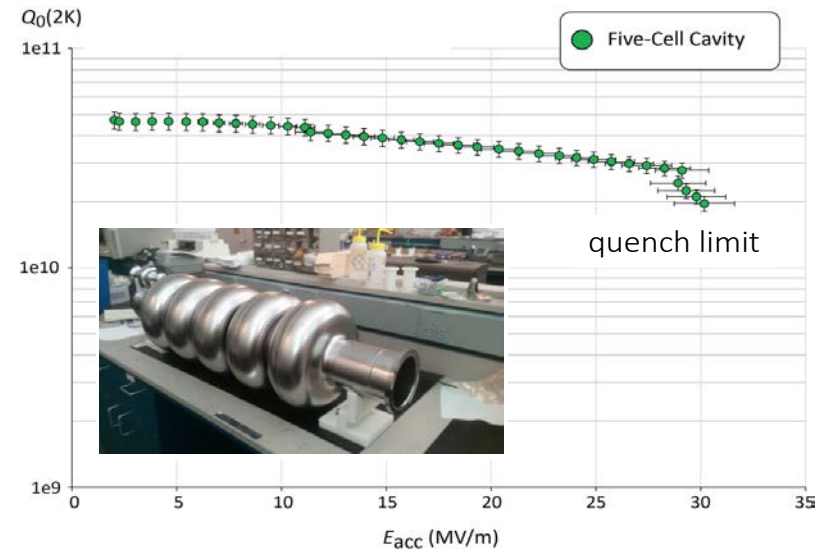 Q0(2K)
1e11
Five-Cell Cavity
quench limit
1e10
1e9
0 5 10 15 20 25 30 35
Eacc (MV/m)